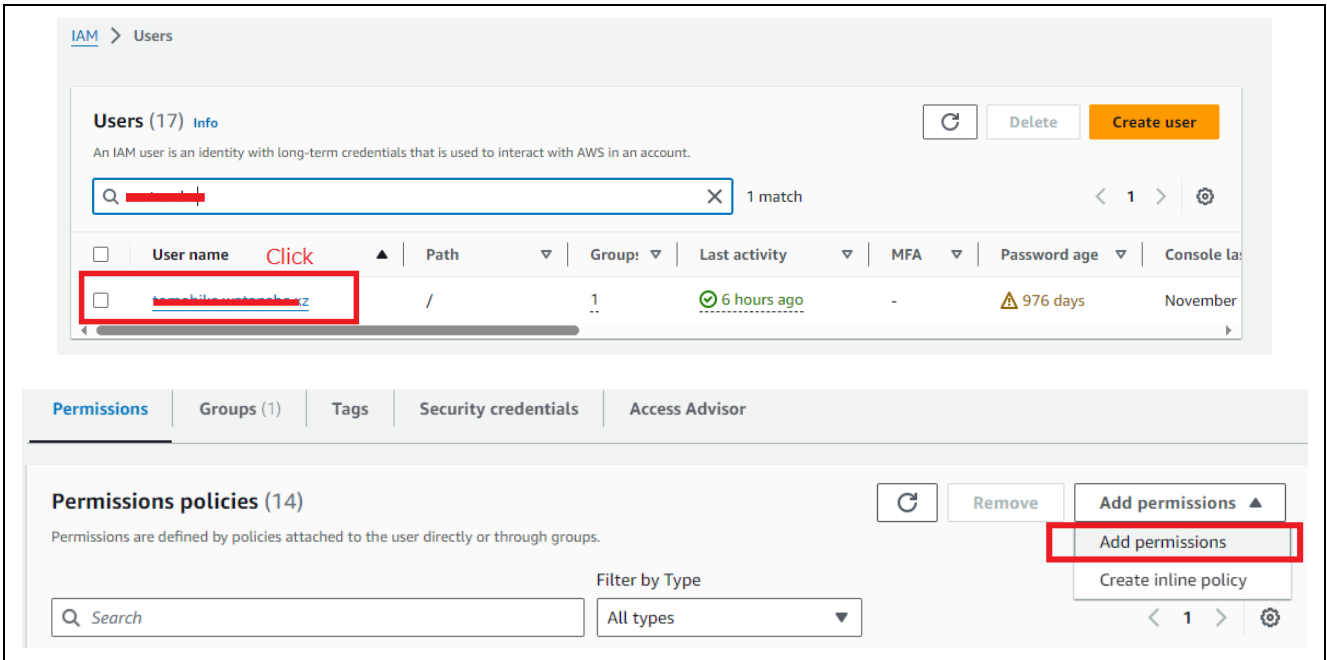 IAM > Users
Users (17) Info
Delete
Create user
An IAM user is an identity with long-term credentials that is used to interact with AWS in an account.
1 match
1
User name
Click
Path
Group:
Last activity
MFA
Password age
Console la
/
1
6 hours ago
-
976 days
November
Permissions
Groups (1)
Tags
Security credentials
Access Advisor
Permissions policies (14)
Remove
Add permissions
Permissions are defined by policies attached to the user directly or through groups.
Add permissions
Filter by Type
Create inline policy
Search
All types
1